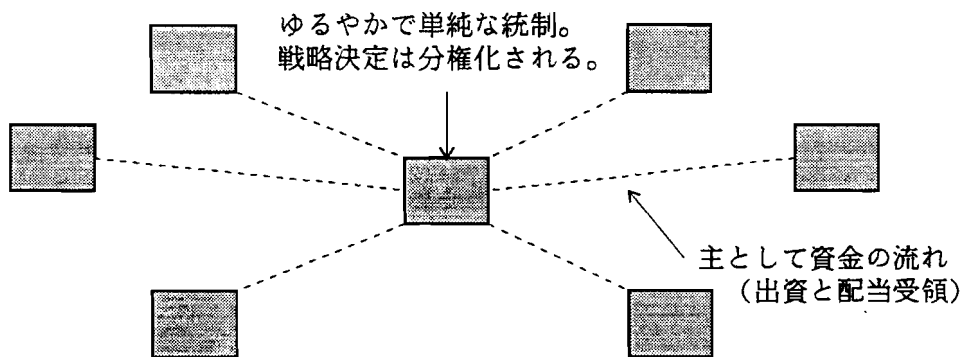 ゆるやかで単純な統制。
戦略決定は分権化される。
主として資金の流れ
（出資と配当受領）